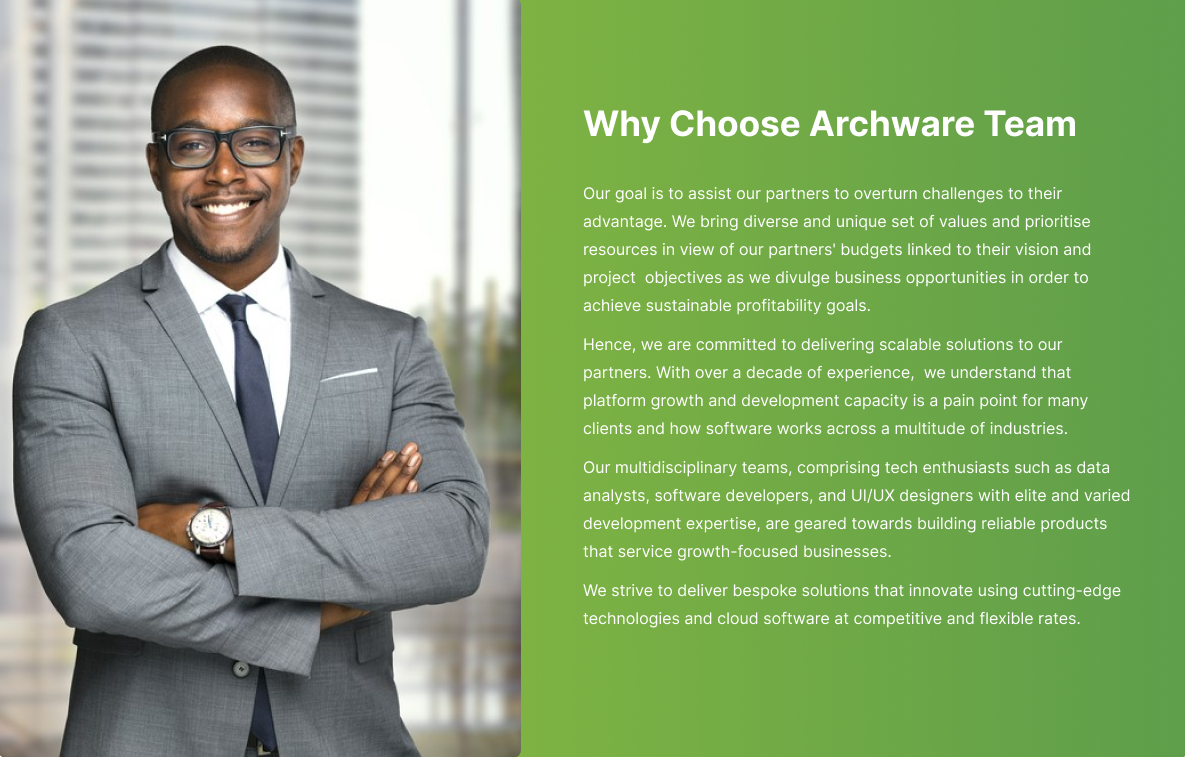 Why Choose Archware Team
Our goal is to assist our partners to overturn challenges to their
advantage. We bring diverse and unique set of values and prioritise
resources in view of our partners' budgets linked to their vision and
project  objectives as we divulge business opportunities in order to
achieve sustainable profitability goals.
Hence, we are committed to delivering scalable solutions to our
partners. With over a decade of experience,  we understand that
platform growth and development capacity is a pain point for many
clients and how software works across a multitude of industries.
Our multidisciplinary teams, comprising tech enthusiasts such as data
analysts, software developers, and UI/UX designers with elite and varied
development expertise, are geared towards building reliable products
that service growth-focused businesses.
We strive to deliver bespoke solutions that innovate using cutting-edge
technologies and cloud software at competitive and flexible rates.